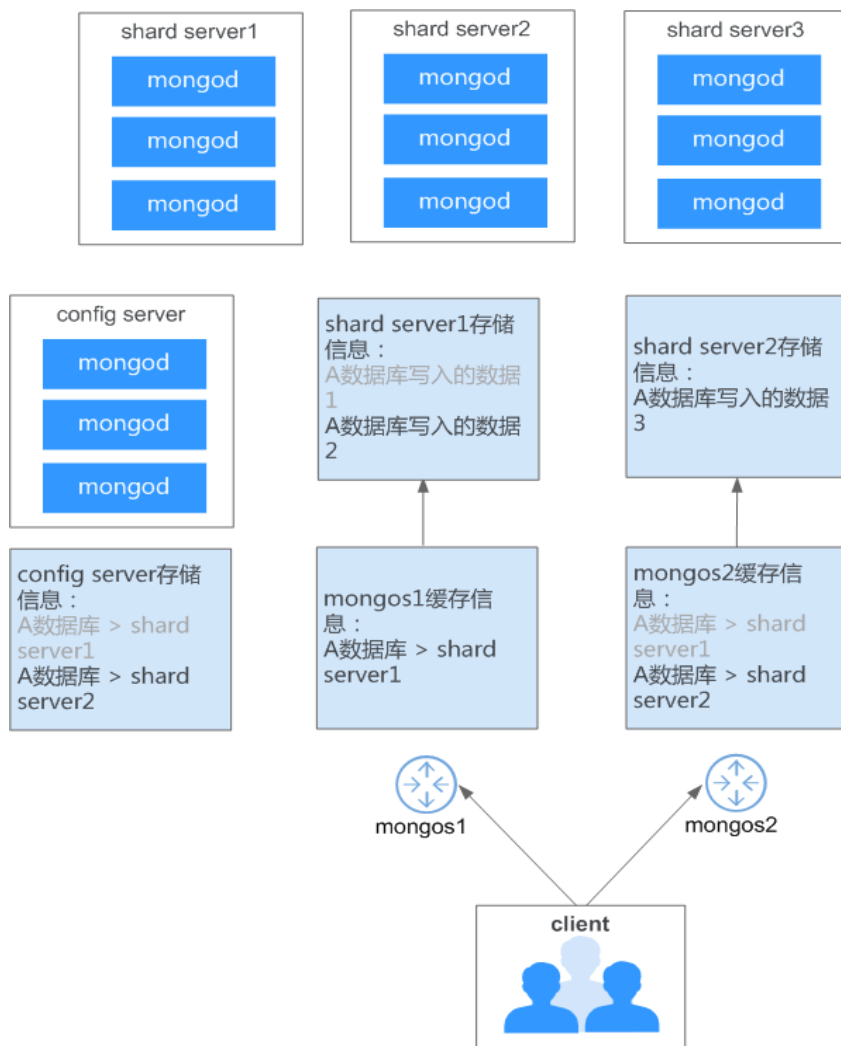 shard server1
mongod
mongod
mongod
shard server2
mongod
mongod
mongod
shard server3
mongod
mongod
mongod
config server
mongod
mongod
mongod
shard server1存储
信息：
A数据库写入的数据
1
A数据库写入的数据
2
shard server2存储
信息：
A数据库写入的数据
3
config server存储
信息：
A数据库 > shard
server1
A数据库 > shard
server2
mongos1缓存信
息：
A数据库 > shard
server1
mongos2缓存信
息：
A数据库 > shard
server1
A数据库 > shard
server2
mongos1
mongos2
client